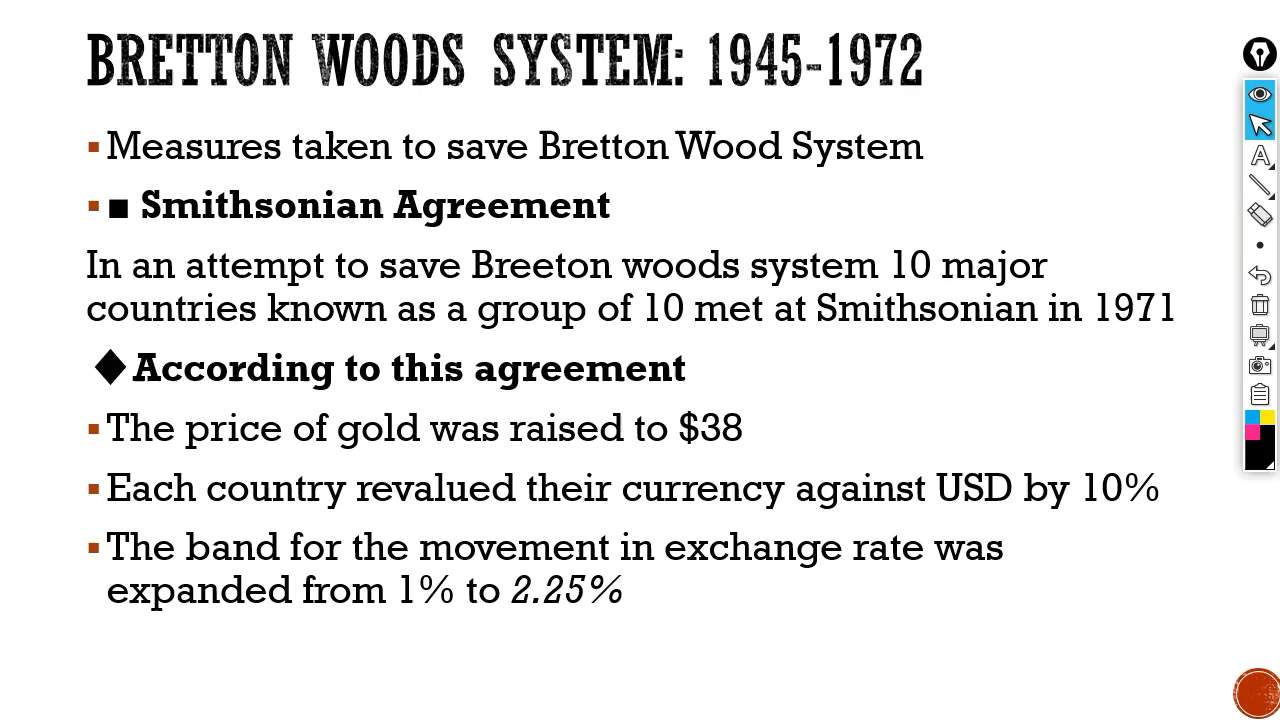 BRETTON WOODS SYSTEM: 1945-1972
▪ Measures taken to save Bretton Wood System
▪ ■ Smithsonian Agreement
In an attempt to save Breeton woods system 10 major
countries known as a group of 10 met at Smithsonian in 1971
◆ According to this agreement
▪ The price of gold was raised to $38
▪ Each country revalued their currency against USD by 10%
▪ The band for the movement in exchange rate was
expanded from 1% to 2.25%